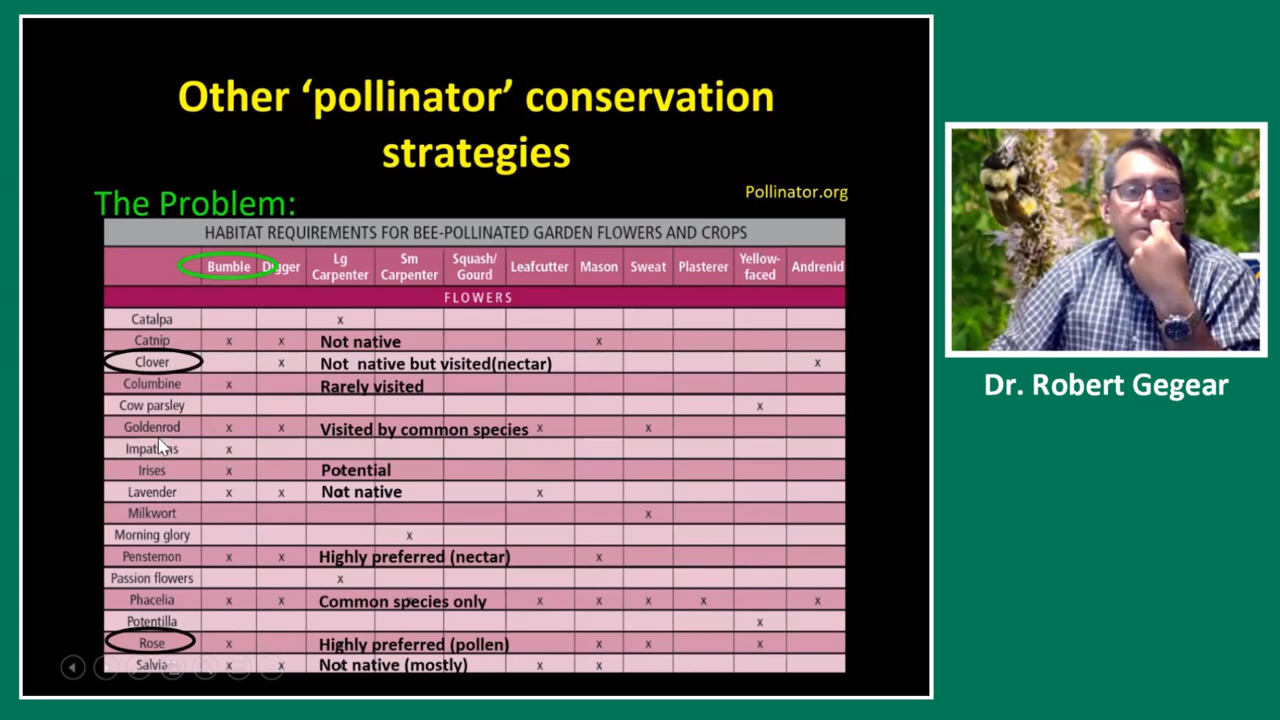 Other ‘pollinator’ conservation
strategies
The Problem:
Pollinator.org
HABITAT REQUIREMENTS FOR BEE-POLLINATED GARDEN FLOWERS AND CROPS
Bumble Digger Lg Carpenter Sm Carpenter Squash/ Gourd Leafcutter Mason Sweat Plasterer Yellow-faced Andrenid
FLOWERS
Catalpa x
Catnip x x Not native x
Clover x Not native but visited(nectar) x
Columbine x Rarely visited
Cow parsley x
Goldenrod x x Visited by common species x x
Impatiens x
Irises x Potential
Lavender x x Not native x
Milkwort x
Morning glory x
Penstemon x x Highly preferred (nectar) x
Passion flowers x
Phacelia x x Common species only x x x x x
Potentilla x
Rose x Highly preferred (pollen) x x x
Salvia x x Not native (mostly) x x
Dr. Robert Gegear